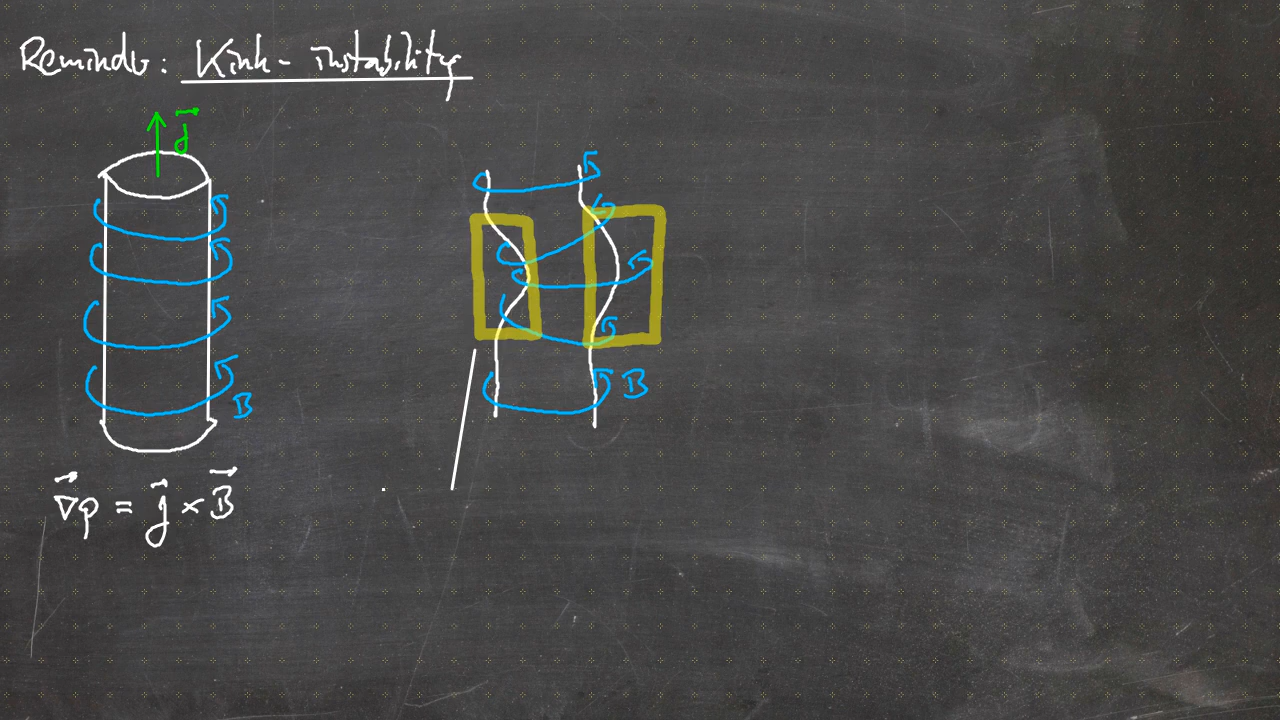 Reminder: Kink-instability
j⃗
B
B
∇⃗p = j⃗ × B⃗